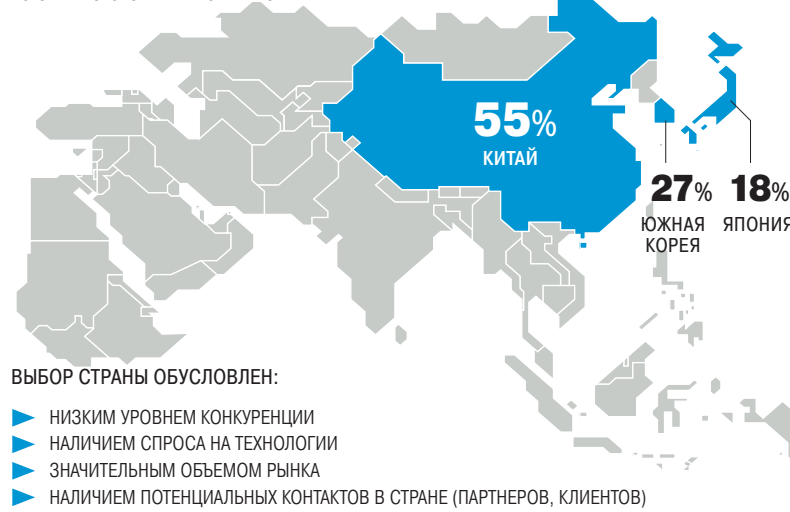 55%
КИТАЙ
27% 18%
ЮЖНАЯ ЯПОНИЯ
КОРЕЯ
ВЫБОР СТРАНЫ ОБУСЛОВЛЕН:
НИЗКИМ УРОВНЕМ КОНКУРЕНЦИИ
НАЛИЧИЕМ СПРОСА НА ТЕХНОЛОГИИ
ЗНАЧИТЕЛЬНЫМ ОБЪЕМОМ РЫНКА
НАЛИЧИЕМ ПОТЕНЦИАЛЬНЫХ КОНТАКТОВ В СТРАНЕ (ПАРТНЕРОВ, КЛИЕНТОВ)